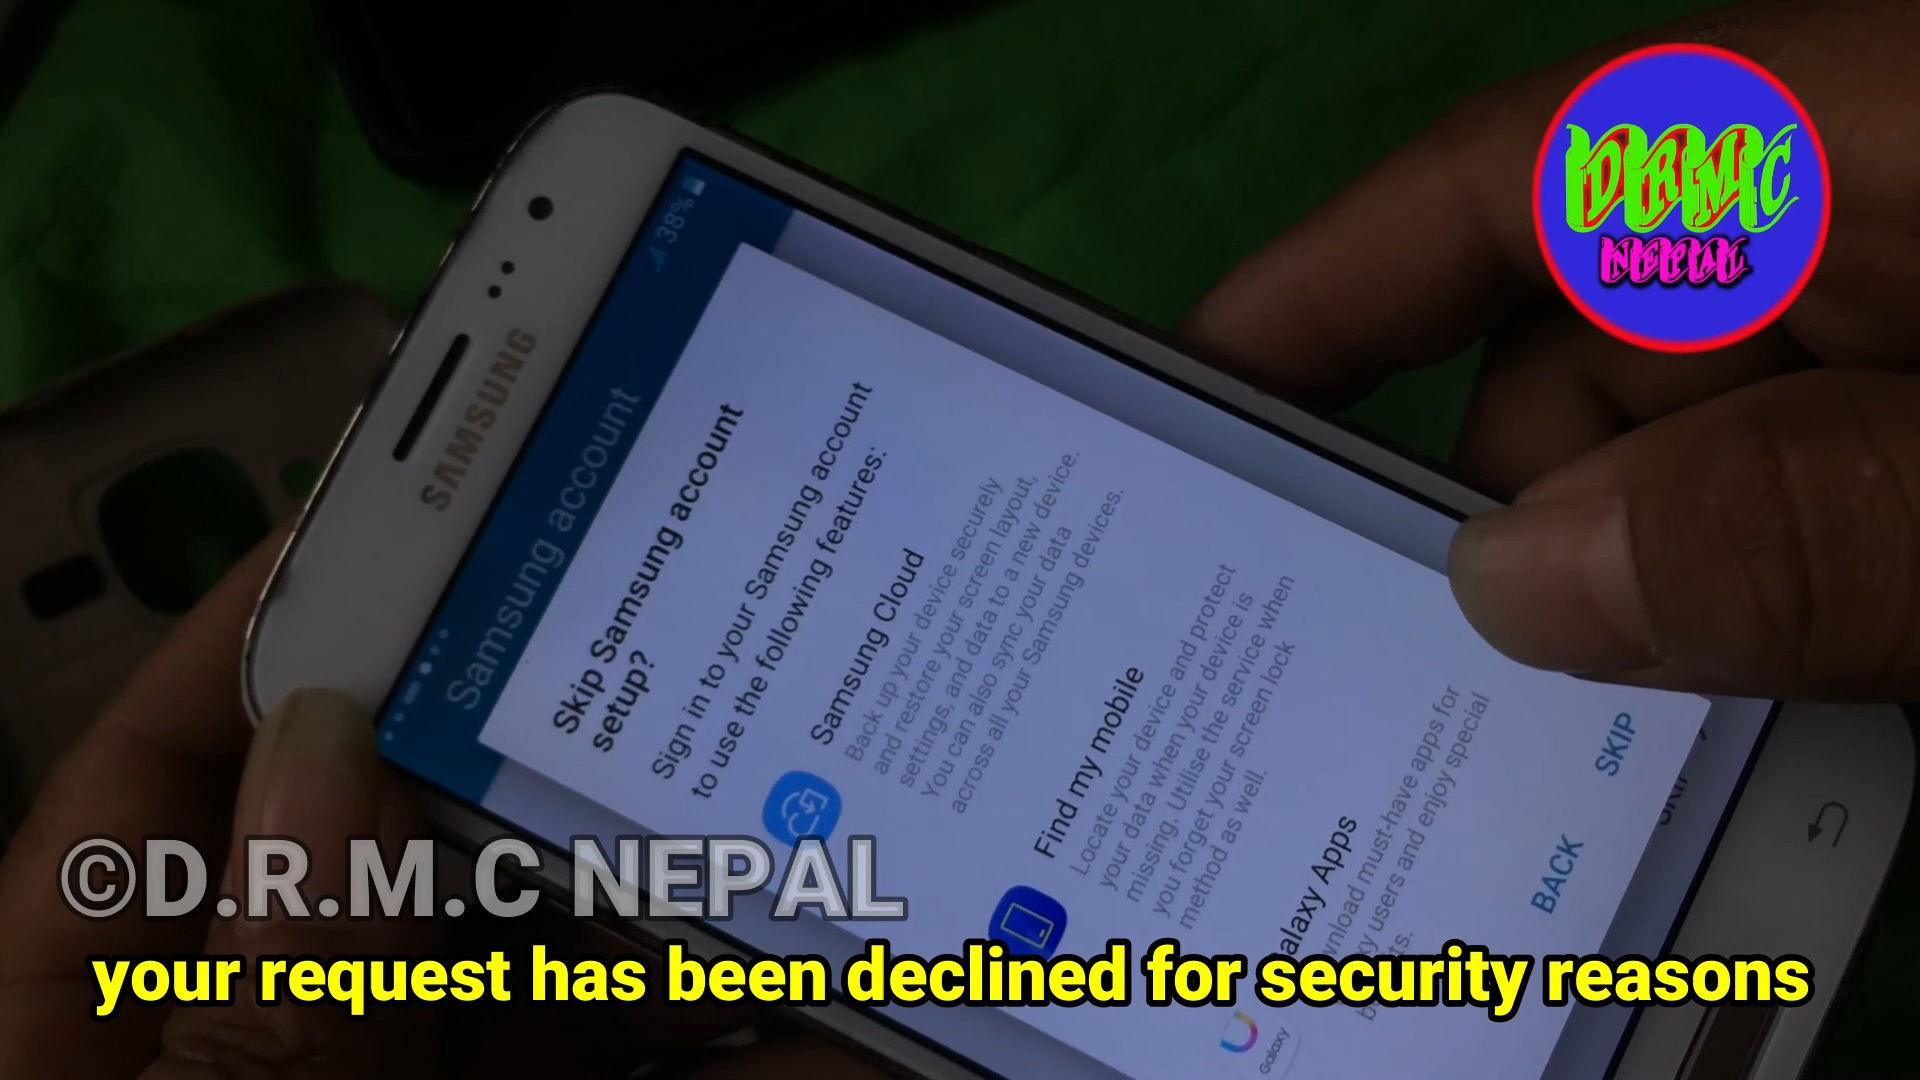 DRMC
NEPAL
38%
SAMSUNG
Samsung account
Skip Samsung account
setup?
Sign in to your Samsung account
to use the following features:
Samsung Cloud
Back up your device securely
and restore your screen layout,
settings, and data to a new device.
You can also sync your data
across all your Samsung devices.
Find my mobile
Locate your device and protect
your data when your device is
missing. Utilise the service when
you forget your screen lock
method as well.
alaxy Apps
wnload must-have apps for
xy users and enjoy special
ts.
Galaxy
BACK
SKIP
©D.R.M.C NEPAL
your request has been declined for security reasons